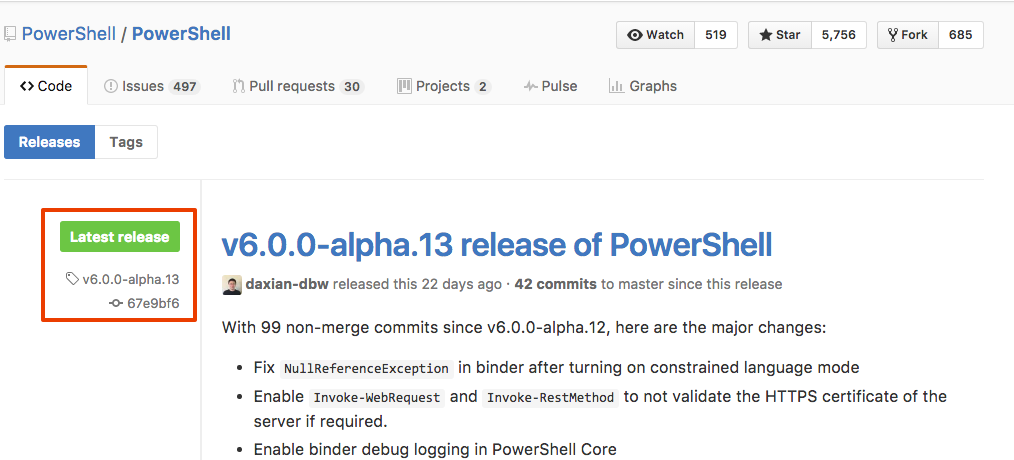 PowerShell / PowerShell
Watch 519 Star 5,756 Fork 685
Code Issues 497 Pull requests 30 Projects 2 Pulse Graphs
Releases Tags
Latest release
v6.0.0-alpha.13
67e9bf6
v6.0.0-alpha.13 release of PowerShell
daxian-dbw released this 22 days ago · 42 commits to master since this release
With 99 non-merge commits since v6.0.0-alpha.12, here are the major changes:
• Fix NullReferenceException in binder after turning on constrained language mode
• Enable Invoke-WebRequest and Invoke-RestMethod to not validate the HTTPS certificate of the
server if required.
• Enable binder debug logging in PowerShell Core